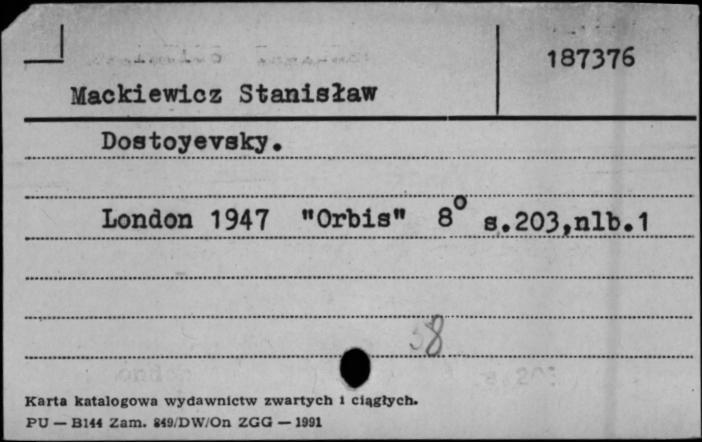 187376
Mackiewicz Stanisław
Dostoyevsky.
London 1947 "Orbis" 8° s.203,nlb.1
Karta katalogowa wydawnictw zwartych i ciągłych.
PU — B144 Zam. 849/DW/On ZGG — 1991